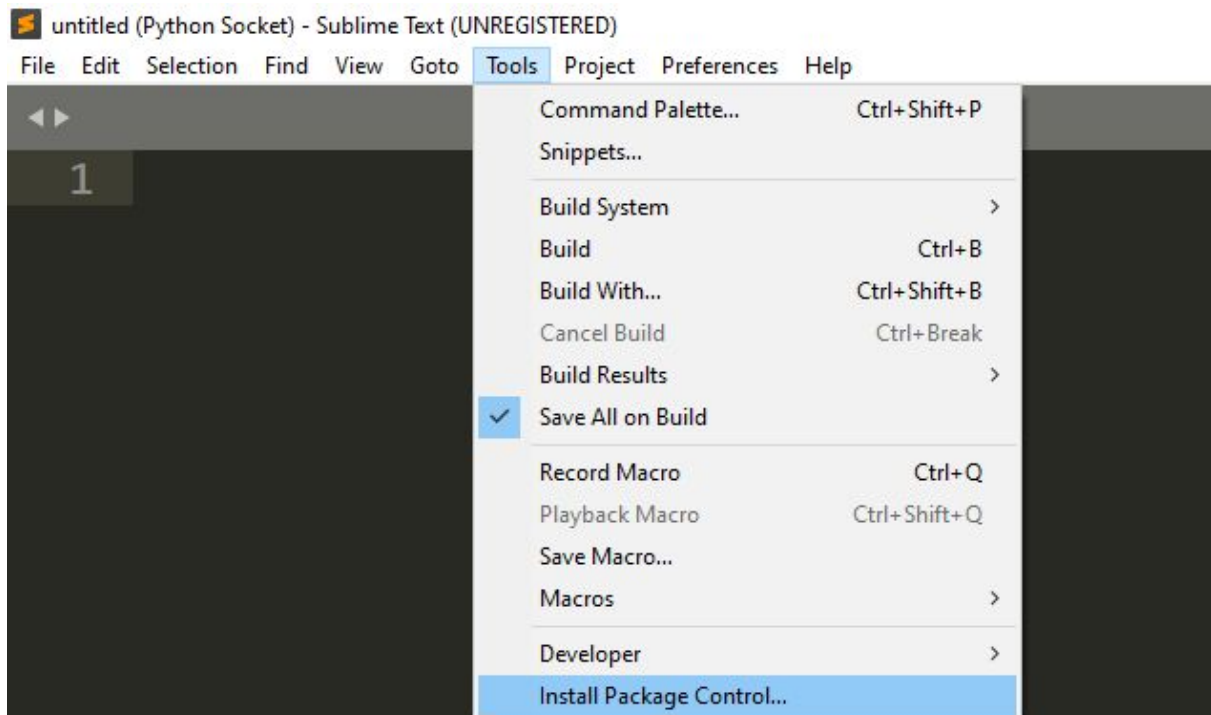 untitled (Python Socket) - Sublime Text (UNREGISTERED)
File Edit Selection Find View Goto Tools Project Preferences Help
Command Palette... Ctrl+Shift+P
1
Snippets...
Build System
Build Ctrl+B
Build With... Ctrl+Shift+B
Cancel Build Ctrl+Break
Build Results
Save All on Build
Record Macro Ctrl+Q
Playback Macro Ctrl+Shift+Q
Save Macro...
Macros
Developer
Install Package Control...